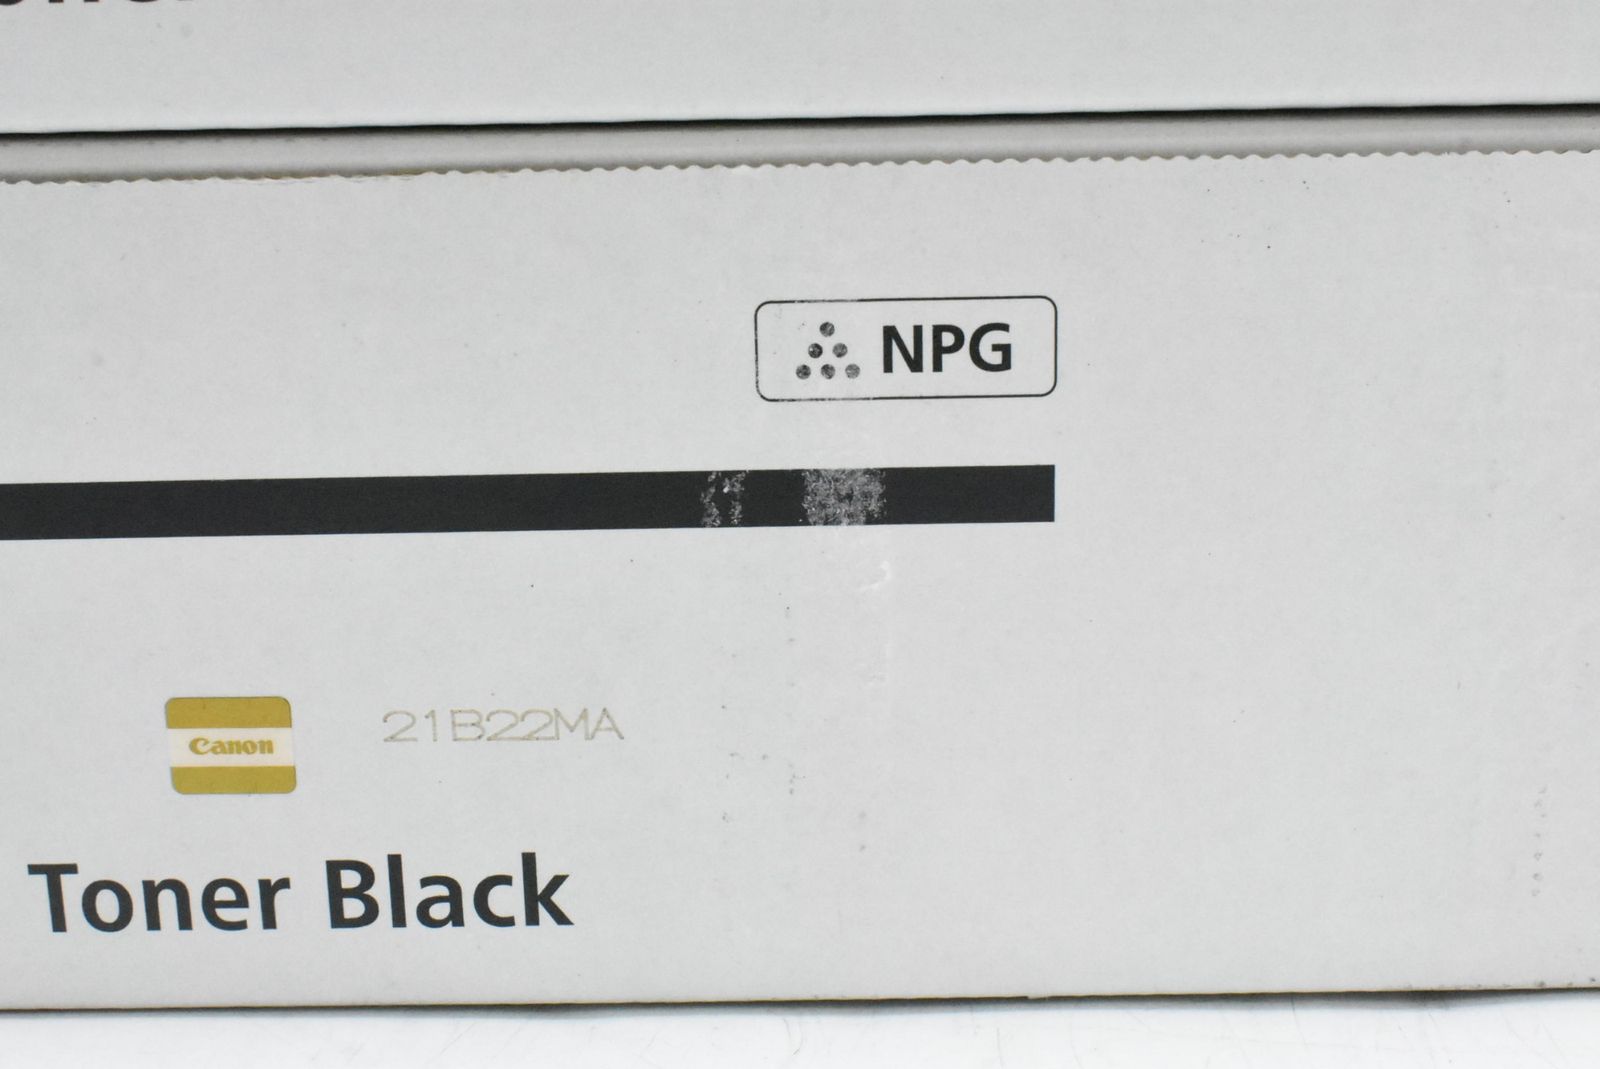 NPG
Canon
21B22MA
Toner Black